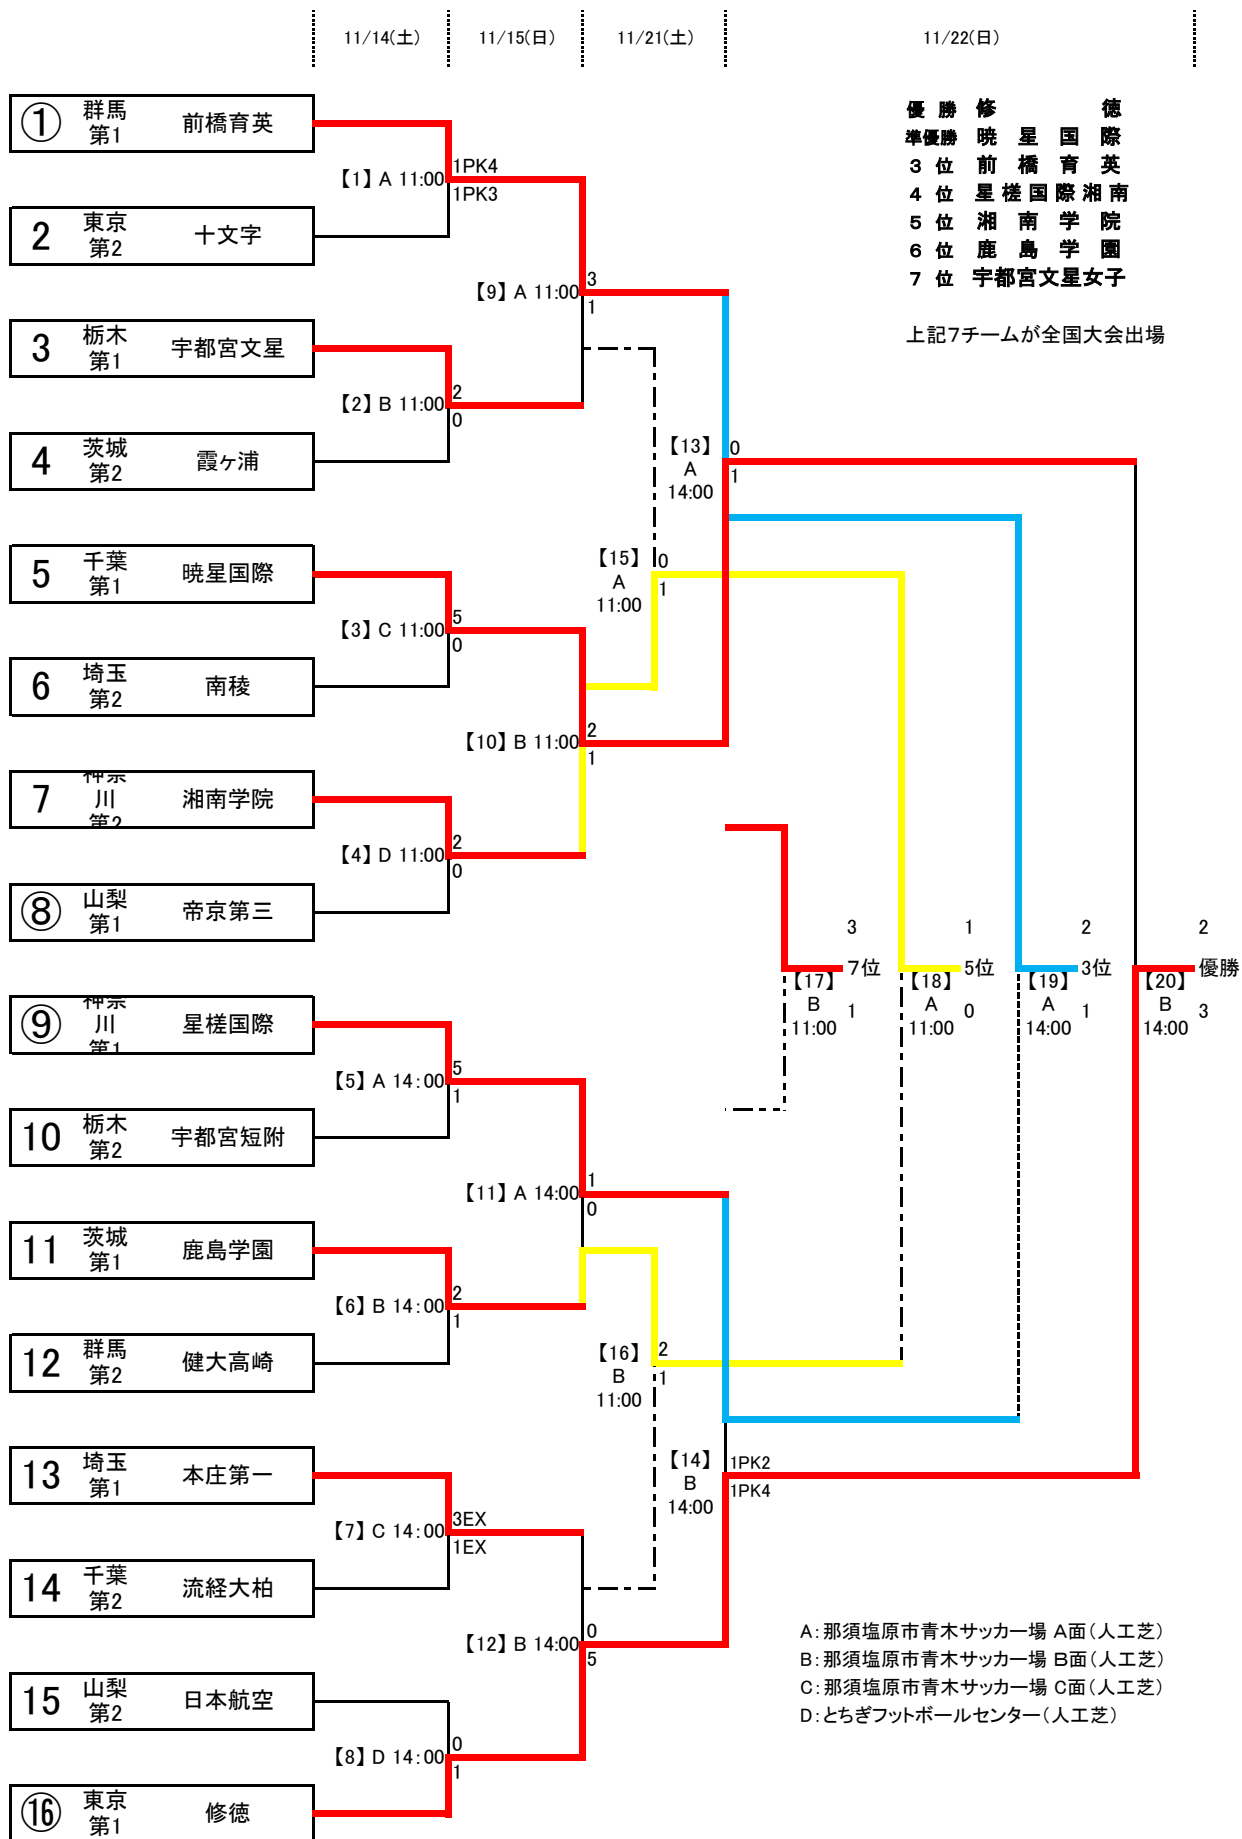 11/14(土) 11/15(日) 11/21(土) 11/22(日)
優 勝 修 徳
準優勝 暁 星 国 際
3 位 前 橋 育 英
4 位 星 槎 国 際 湘 南
5 位 湘 南 学 院
6 位 鹿 島 学 園
7 位 宇都宮文星女子
上記7チームが全国大会出場
① 群馬 第1 前橋育英
【1】 A 11:00 1PK4
1PK3
2 東京 第2 十文字
【9】 A 11:00 3
1
3 栃木 第1 宇都宮文星
【2】 B 11:00 2
0
4 茨城 第2 霞ヶ浦
【13】 A 14:00 0
1
5 千葉 第1 暁星国際
【15】 A 11:00 0
1
【3】 C 11:00 5
0
6 埼玉 第2 南稜
【10】 B 11:00 2
1
7 神奈川 第2 湘南学院
【4】 D 11:00 2
0
⑧ 山梨 第1 帝京第三
3 1 2 2
7位 5位 3位 優勝
【17】 B 11:00 1
【18】 A 11:00 0
【19】 A 14:00 1
【20】 B 14:00 3
⑨ 神奈川 第1 星槎国際
【5】 A 14:00 5
1
10 栃木 第2 宇都宮短附
【11】 A 14:00 1
0
11 茨城 第1 鹿島学園
【6】 B 14:00 2
1
12 群馬 第2 健大高崎
【16】 B 11:00 2
1
13 埼玉 第1 本庄第一
【14】 B 14:00 1PK2
1PK4
【7】 C 14:00 3EX
1EX
14 千葉 第2 流経大柏
【12】 B 14:00 0
5
15 山梨 第2 日本航空
【8】 D 14:00 0
1
⑯ 東京 第1 修徳
A:那須塩原市青木サッカー場 A面(人工芝)
B:那須塩原市青木サッカー場 B面(人工芝)
C:那須塩原市青木サッカー場 C面(人工芝)
D:とちぎフットボールセンター(人工芝)